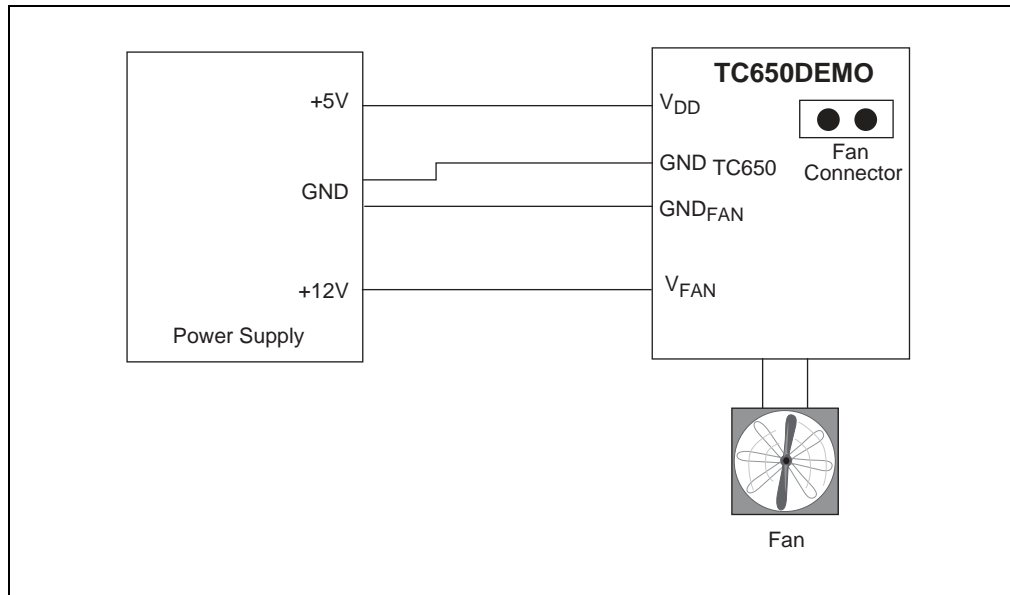 TC650DEMO
+5V
VDD
Fan
Connector
GND TC650
GND
GNDFAN
+12V
VFAN
Power Supply
Fan